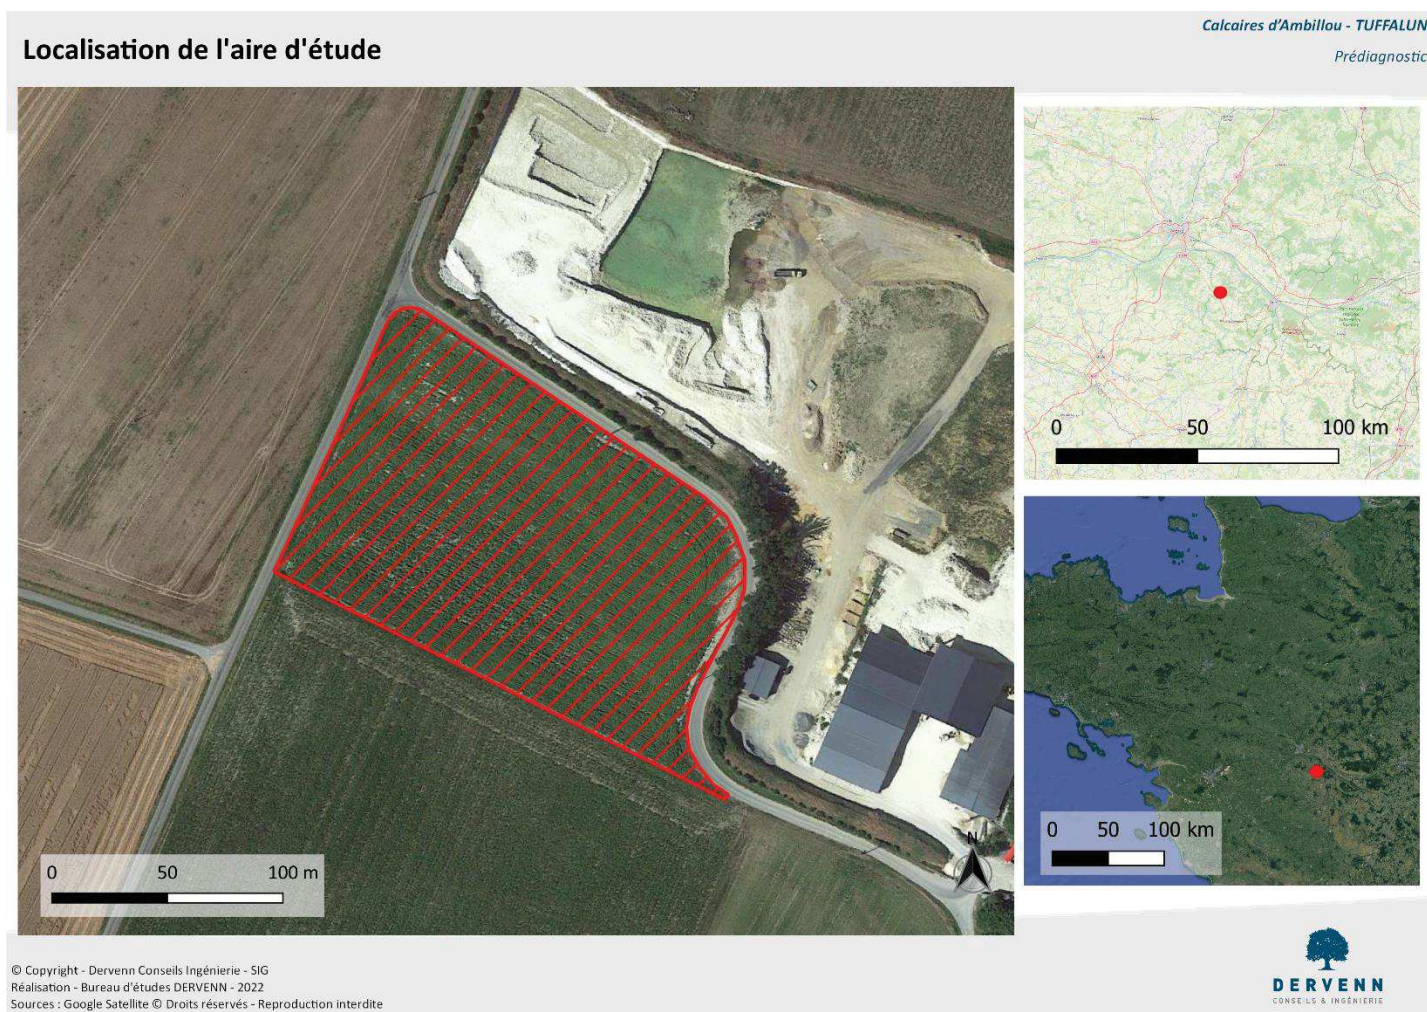 Calcaires d'Ambillou - TUFFALUN
Localisation de l'aire d'étude
Prédiagnostic
0 50 100 km
0 50 100 km
0 50 100 m
N
© Copyright - Dervenn Conseils Ingénierie - SIG
Réalisation - Bureau d'études DERVENN - 2022
Sources : Google Satellite © Droits réservés - Reproduction interdite
DERVENN
CONSEILS & INGÉNIERIE